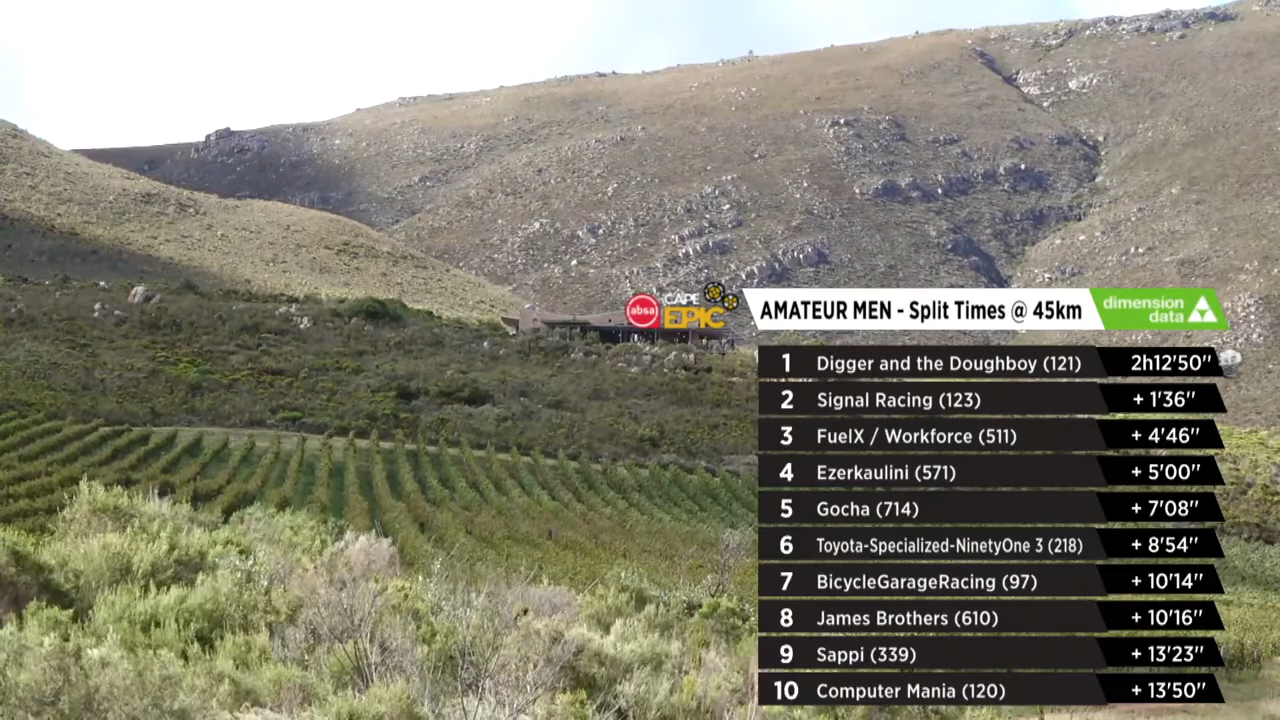 absa
CAPE
EPIC
AMATEUR MEN - Split Times @ 45km
dimension
data
1 Digger and the Doughboy (121) 2h12'50"
2 Signal Racing (123) + 1'36"
3 FuelX / Workforce (511) + 4'46"
4 Ezerkaulini (571) + 5'00"
5 Gocha (714) + 7'08"
6 Toyota-Specialized-NinetyOne 3 (218) + 8'54"
7 BicycleGarageRacing (97) + 10'14"
8 James Brothers (610) + 10'16"
9 Sappi (339) + 13'23"
10 Computer Mania (120) + 13'50"